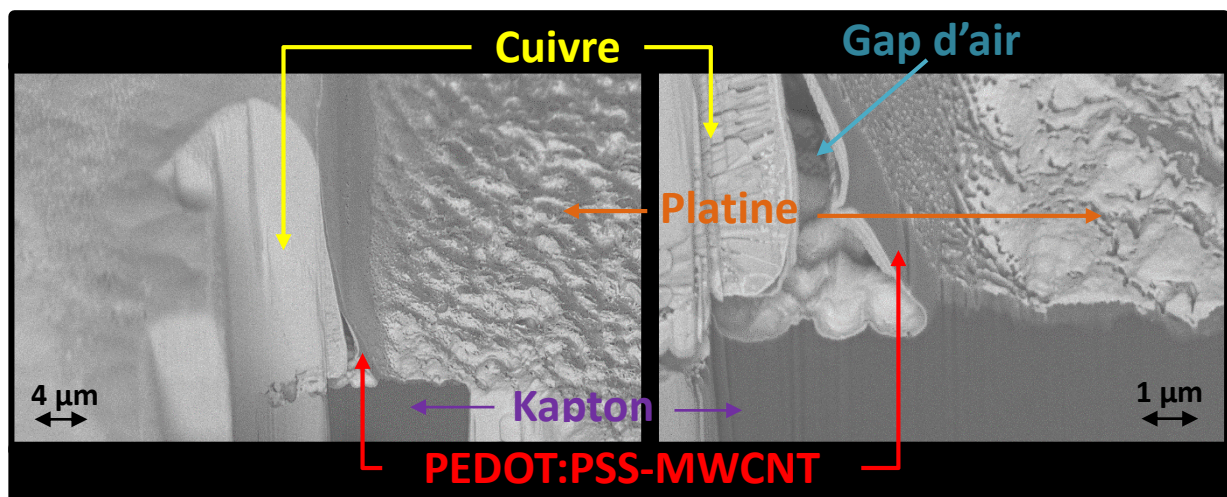 Cuivre
Gap d'air
Platine
4 µm
Kapton
1 µm
PEDOT:PSS-MWCNT